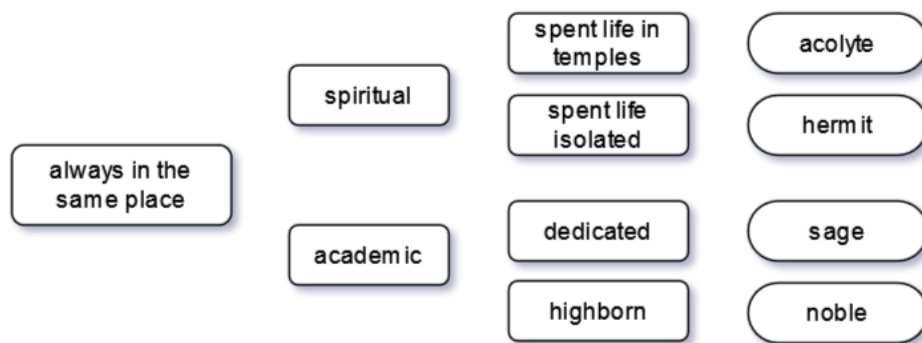 spent life in
temples
acolyte
spiritual
spent life
isolated
hermit
always in the
same place
academic
dedicated
sage
highborn
noble